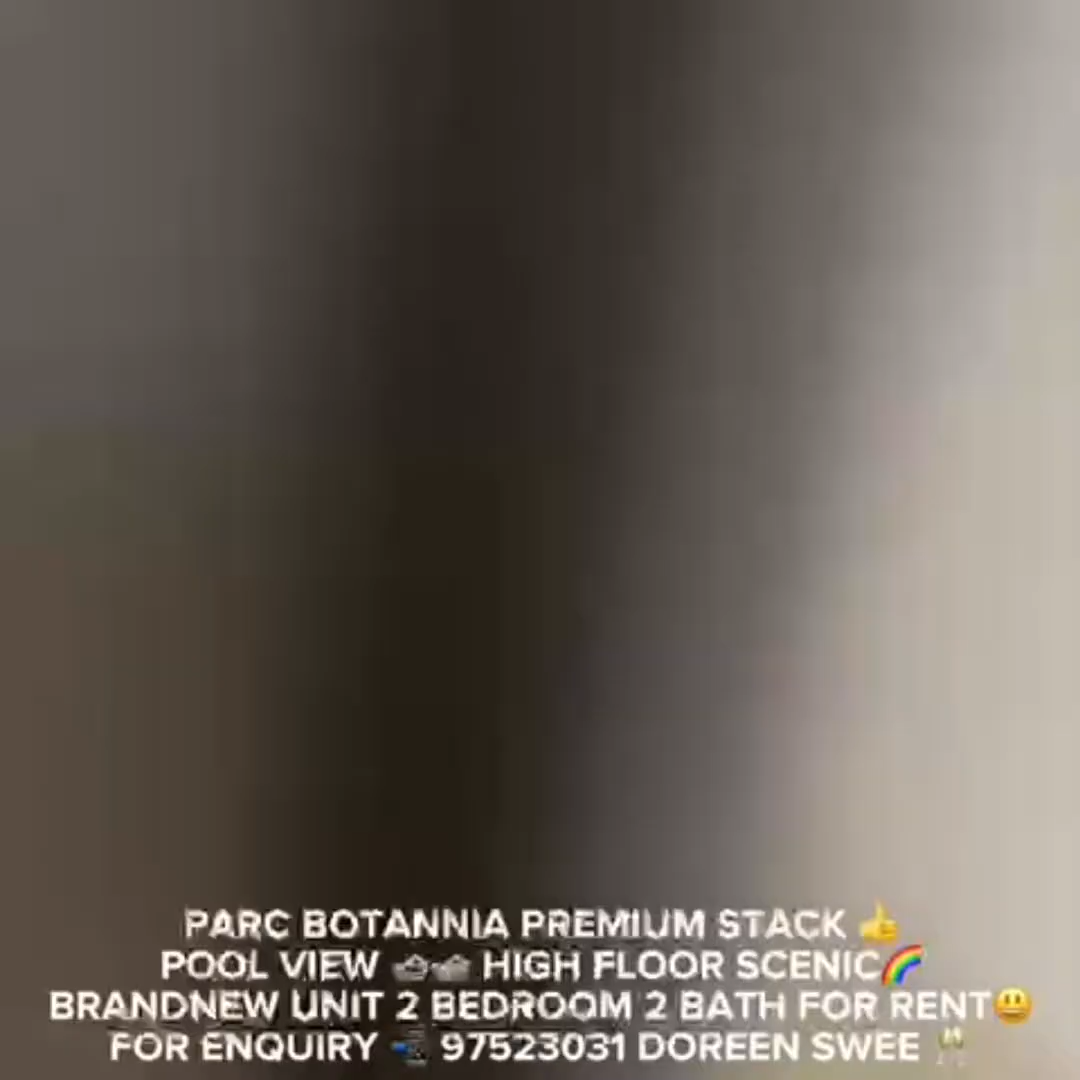 PARC BOTANNIA PREMIUM STACK 👍
POOL VIEW HIGH FLOOR SCENIC🌈
BRANDNEW UNIT 2 BEDROOM 2 BATH FOR RENT😃
FOR ENQUIRY 📲 97523031 DOREEN SWEE